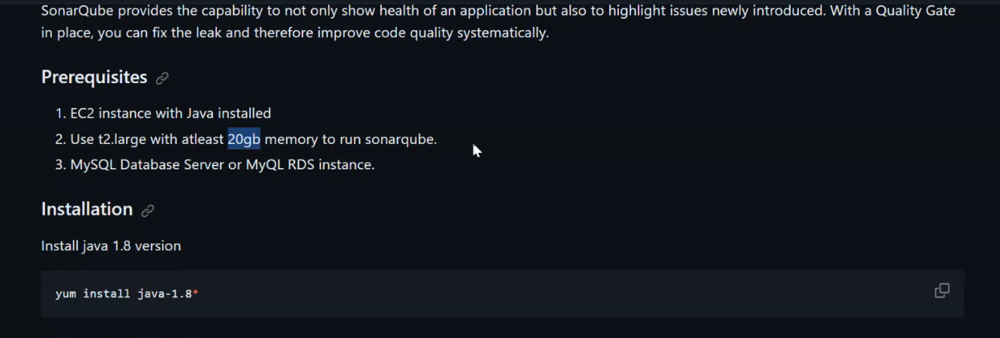 SonarQube provides the capability to not only show health of an application but also to highlight issues newly introduced. With a Quality Gate
in place, you can fix the leak and therefore improve code quality systematically.
Prerequisites
1. EC2 instance with Java installed
2. Use t2.large with atleast 20gb memory to run sonarqube.
3. MySQL Database Server or MyQL RDS instance.
Installation
Install java 1.8 version
yum install java-1.8*